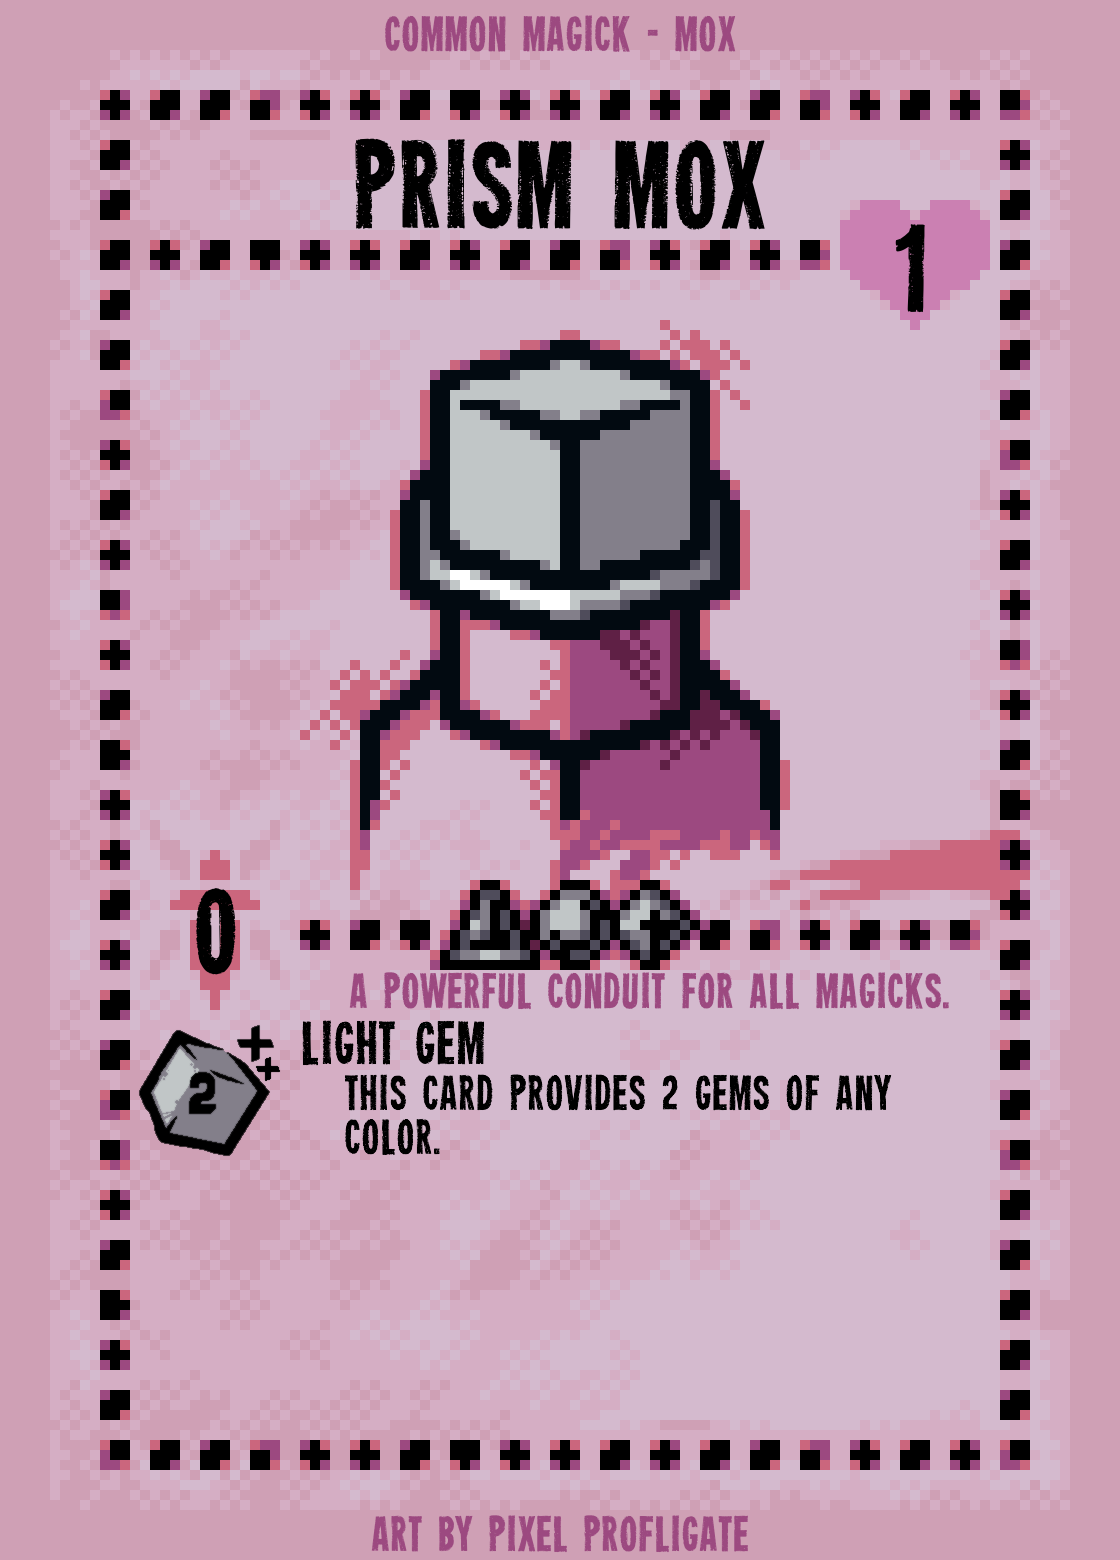 COMMON MAGICK - MOX
PRISM MOX
1
0
A POWERFUL CONDUIT FOR ALL MAGICKS.
2
LIGHT GEM
THIS CARD PROVIDES 2 GEMS OF ANY
COLOR.
ART BY PIXEL PROFLIGATE